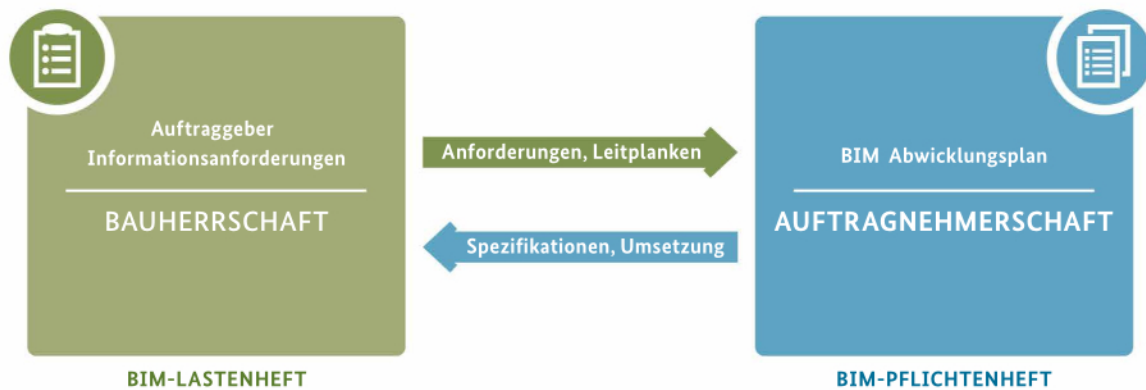 Auftraggeber
Informationsanforderungen
BAUHERRSCHAFT
BIM-LASTENHEFT
Anforderungen, Leitplanken
Spezifikationen, Umsetzung
BIM Abwicklungsplan
AUFTRAGNEHMERSCHAFT
BIM-PFLICHTENHEFT